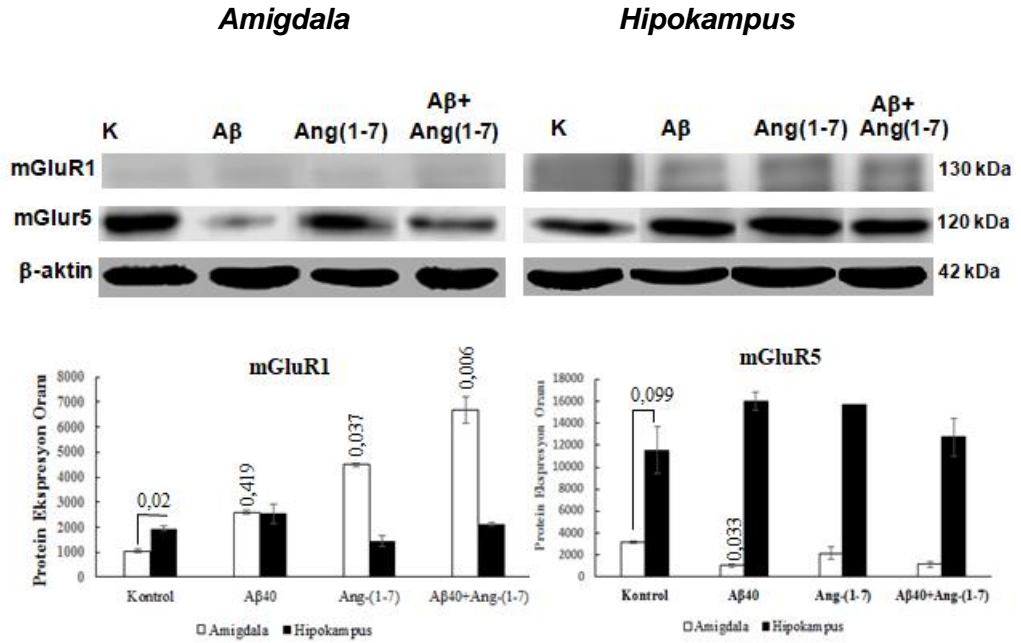 Amigdala
Hipokampus
K Aβ Ang(1-7) Aβ+ Ang(1-7)
K Aβ Ang(1-7) Aβ+ Ang(1-7)
mGluR1 130 kDa
mGlur5 120 kDa
β-aktin 42 kDa
mGluR1
Protein Ekspresyon Oranı
8000
7000
6000
5000
4000
3000
2000
1000
0
0,02
0,419
0,037
0,006
Kontrol Aβ40 Ang-(1-7) Aβ40+Ang-(1-7)
Amigdala Hipokampus
mGluR5
Protein Ekspresyon Oranı
18000
16000
14000
12000
10000
8000
6000
4000
2000
0
0,099
0,033
Kontrol Aβ40 Ang-(1-7) Aβ40+Ang-(1-7)
Amigdala Hipokampus